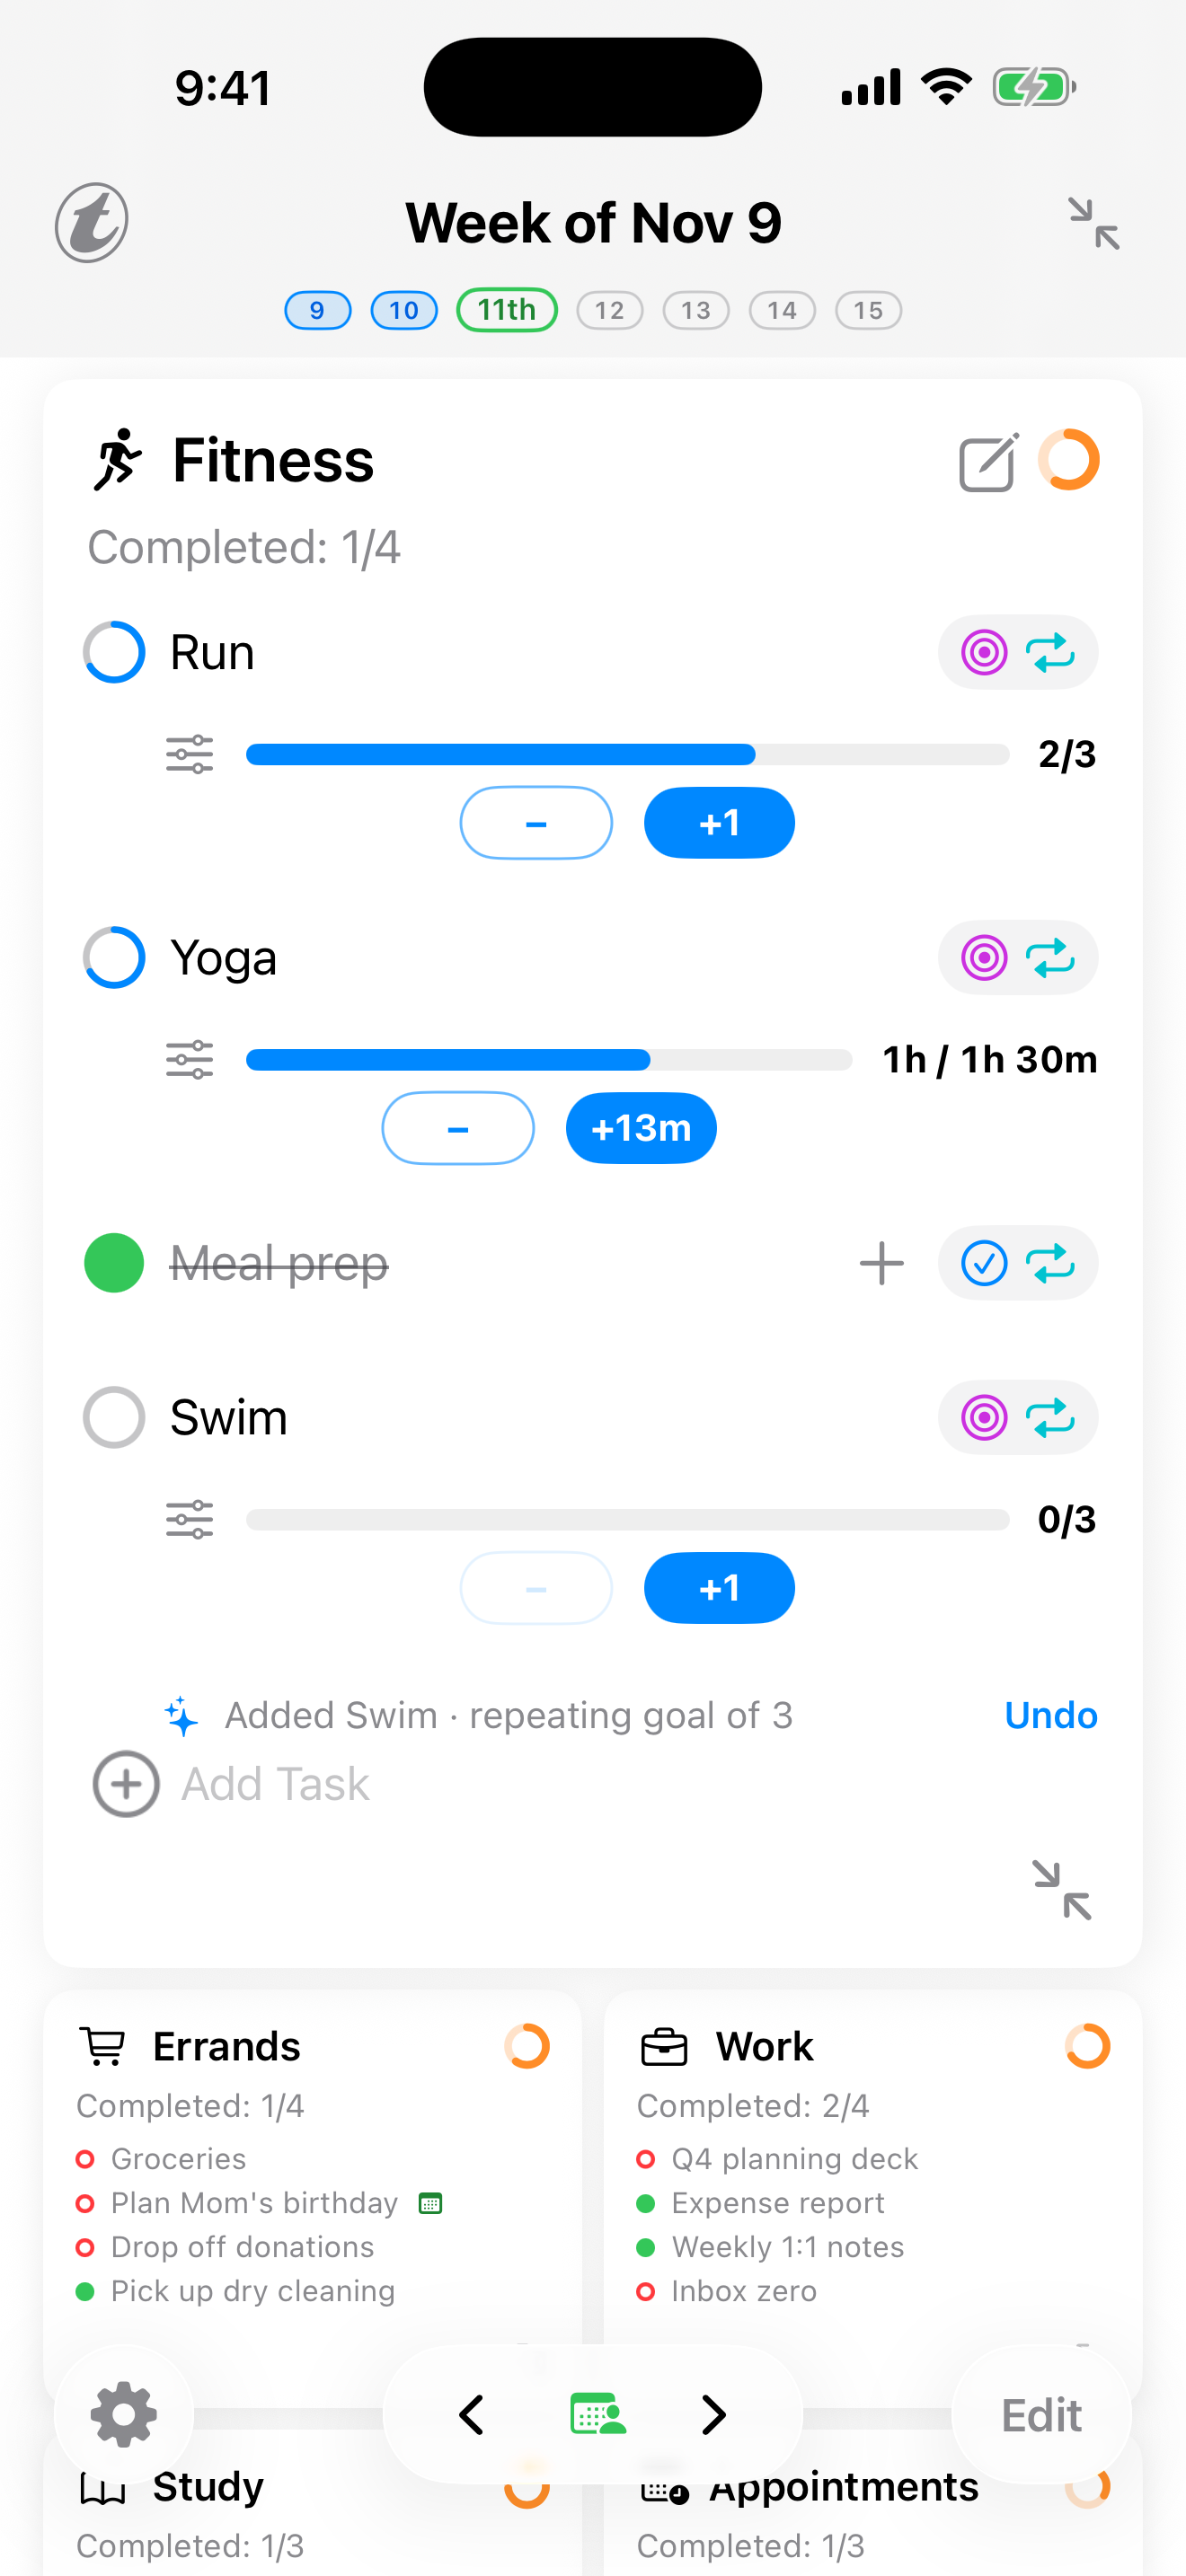 9:41
t
Week of Nov 9
9 10 11th 12 13 14 15
Fitness
Completed: 1/4
Run
2/3
– +1
Yoga
1h / 1h 30m
– +13m
Meal prep
Swim
0/3
– +1
Added Swim · repeating goal of 3 Undo
Add Task
Errands
Completed: 1/4
Groceries
Plan Mom's birthday
Drop off donations
Pick up dry cleaning
Work
Completed: 2/4
Q4 planning deck
Expense report
Weekly 1:1 notes
Inbox zero
Edit
Study
Completed: 1/3
Appointments
Completed: 1/3